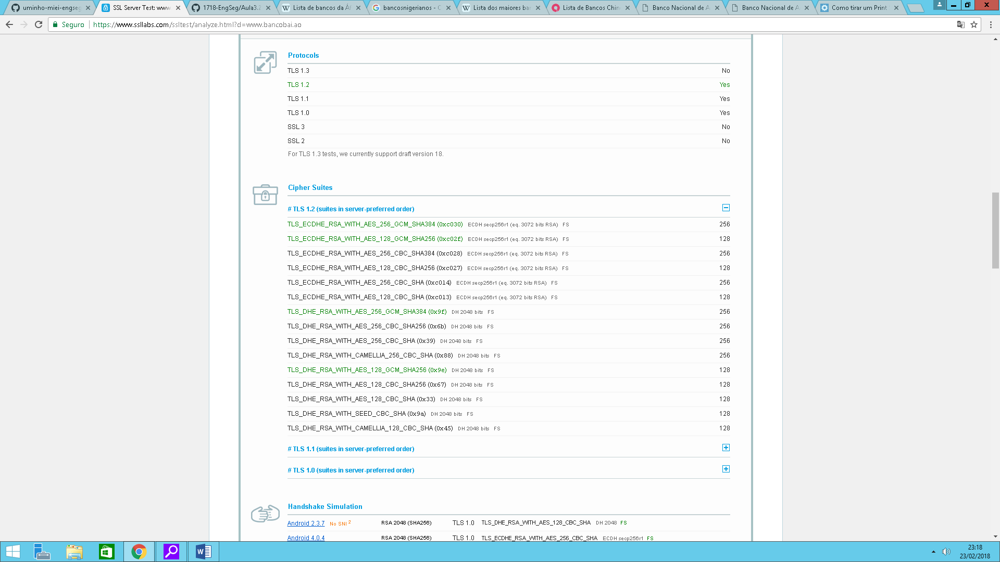 uminho-miei-engseg
SSL Server Test: www
1718-EngSeg/Aula3.2
Lista de bancos da Áf
bancosnigerianos - C
Lista dos maiores ba
Lista de Bancos Chin
Banco Nacional de A
Banco Nacional de A
Como tirar um Print
Seguro https://www.ssllabs.com/ssltest/analyze.html?d=www.bancobai.ao
Protocols
TLS 1.3 No
TLS 1.2 Yes
TLS 1.1 Yes
TLS 1.0 Yes
SSL 3 No
SSL 2 No
For TLS 1.3 tests, we currently support draft version 18.
Cipher Suites
# TLS 1.2 (suites in server-preferred order)
TLS_ECDHE_RSA_WITH_AES_256_GCM_SHA384 (0xc030) ECDH secp256r1 (eq. 3072 bits RSA) FS 256
TLS_ECDHE_RSA_WITH_AES_128_GCM_SHA256 (0xc02f) ECDH secp256r1 (eq. 3072 bits RSA) FS 128
TLS_ECDHE_RSA_WITH_AES_256_CBC_SHA384 (0xc028) ECDH secp256r1 (eq. 3072 bits RSA) FS 256
TLS_ECDHE_RSA_WITH_AES_128_CBC_SHA256 (0xc027) ECDH secp256r1 (eq. 3072 bits RSA) FS 128
TLS_ECDHE_RSA_WITH_AES_256_CBC_SHA (0xc014) ECDH secp256r1 (eq. 3072 bits RSA) FS 256
TLS_ECDHE_RSA_WITH_AES_128_CBC_SHA (0xc013) ECDH secp256r1 (eq. 3072 bits RSA) FS 128
TLS_DHE_RSA_WITH_AES_256_GCM_SHA384 (0x9f) DH 2048 bits FS 256
TLS_DHE_RSA_WITH_AES_256_CBC_SHA256 (0x6b) DH 2048 bits FS 256
TLS_DHE_RSA_WITH_AES_256_CBC_SHA (0x39) DH 2048 bits FS 256
TLS_DHE_RSA_WITH_CAMELLIA_256_CBC_SHA (0x88) DH 2048 bits FS 256
TLS_DHE_RSA_WITH_AES_128_GCM_SHA256 (0x9e) DH 2048 bits FS 128
TLS_DHE_RSA_WITH_AES_128_CBC_SHA256 (0x67) DH 2048 bits FS 128
TLS_DHE_RSA_WITH_AES_128_CBC_SHA (0x33) DH 2048 bits FS 128
TLS_DHE_RSA_WITH_SEED_CBC_SHA (0x9a) DH 2048 bits FS 128
TLS_DHE_RSA_WITH_CAMELLIA_128_CBC_SHA (0x45) DH 2048 bits FS 128
# TLS 1.1 (suites in server-preferred order)
# TLS 1.0 (suites in server-preferred order)
Handshake Simulation
Android 2.3.7 No SNI 2 RSA 2048 (SHA256) TLS 1.0 TLS_DHE_RSA_WITH_AES_128_CBC_SHA DH 2048 FS
Android 4.0.4 RSA 2048 (SHA256) TLS 1.0 TLS_ECDHE_RSA_WITH_AES_256_CBC_SHA ECDH secp256r1 FS
23:18
23/02/2018